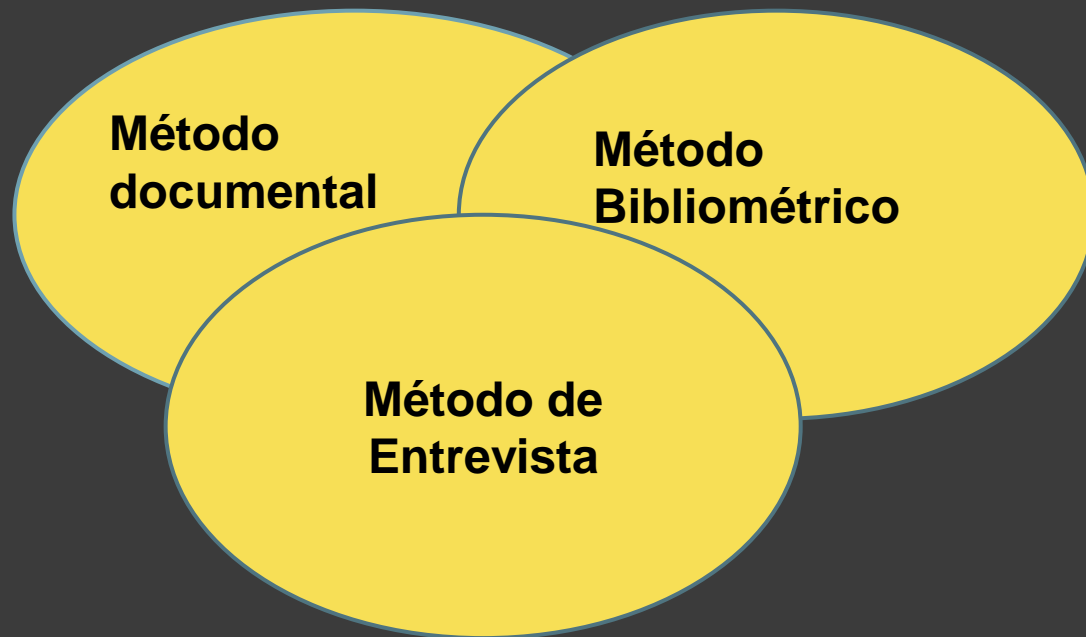 Método
documental
Método
Bibliométrico
Método de
Entrevista